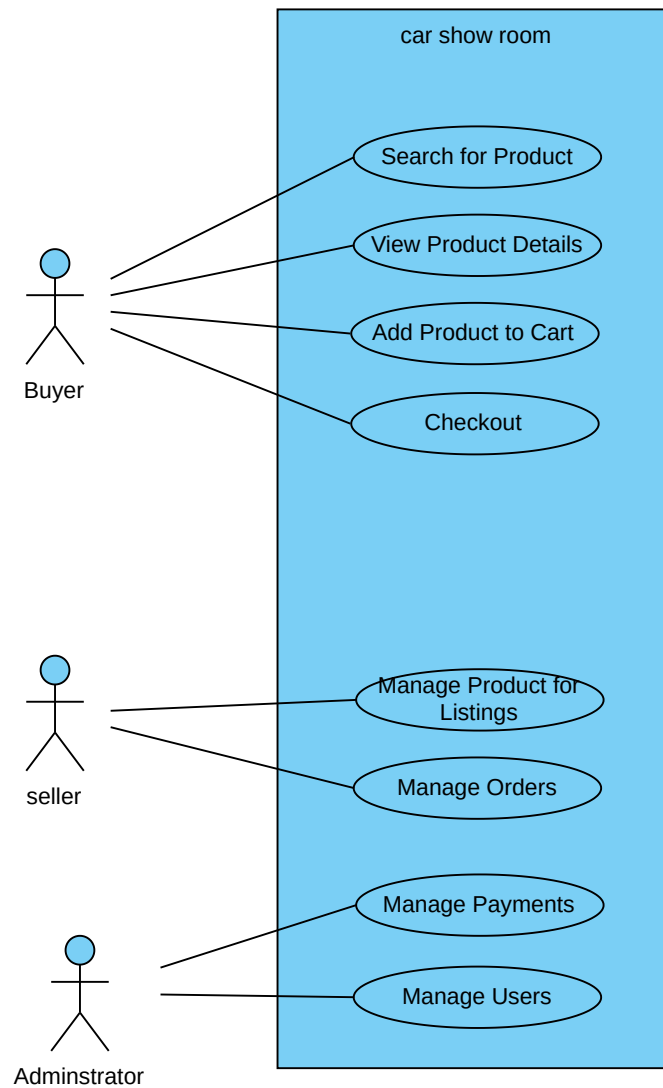 car show room
Search for Product
View Product Details
Add Product to Cart
Checkout
Buyer
Manage Product for
Listings
Manage Orders
seller
Manage Payments
Manage Users
Adminstrator